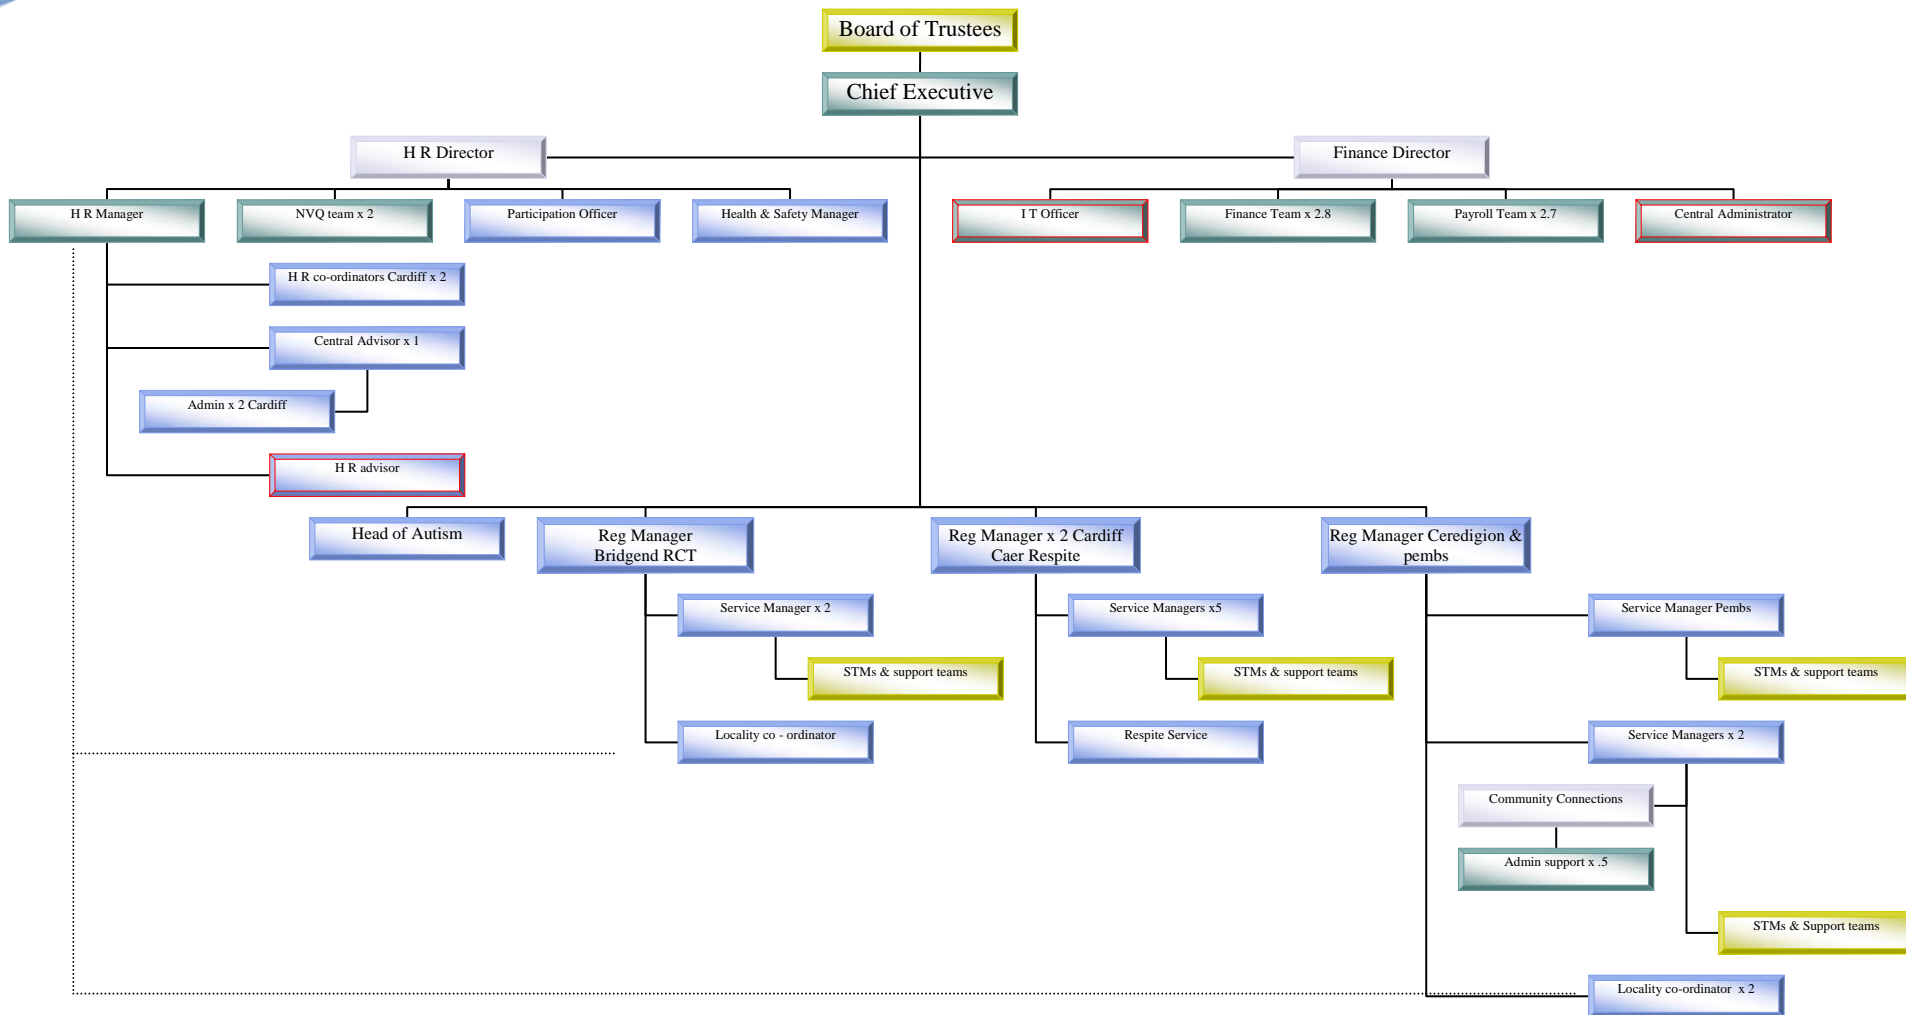 Board of Trustees
Chief Executive
H R Director
Finance Director
H R Manager
NVQ team x 2
Participation Officer
Health & Safety Manager
I T Officer
Finance Team x 2.8
Payroll Team x 2.7
Central Administrator
H R co-ordinators Cardiff x 2
Central Advisor x 1
Admin x 2 Cardiff
H R advisor
Head of Autism
Reg Manager
Bridgend RCT
Reg Manager x 2 Cardiff
Caer Respite
Reg Manager Ceredigion &
pembs
Service Manager x 2
Service Managers x5
Service Manager Pembs
STMs & support teams
STMs & support teams
STMs & support teams
Locality co - ordinator
Respite Service
Service Managers x 2
Community Connections
Admin support x .5
STMs & Support teams
Locality co-ordinator x 2